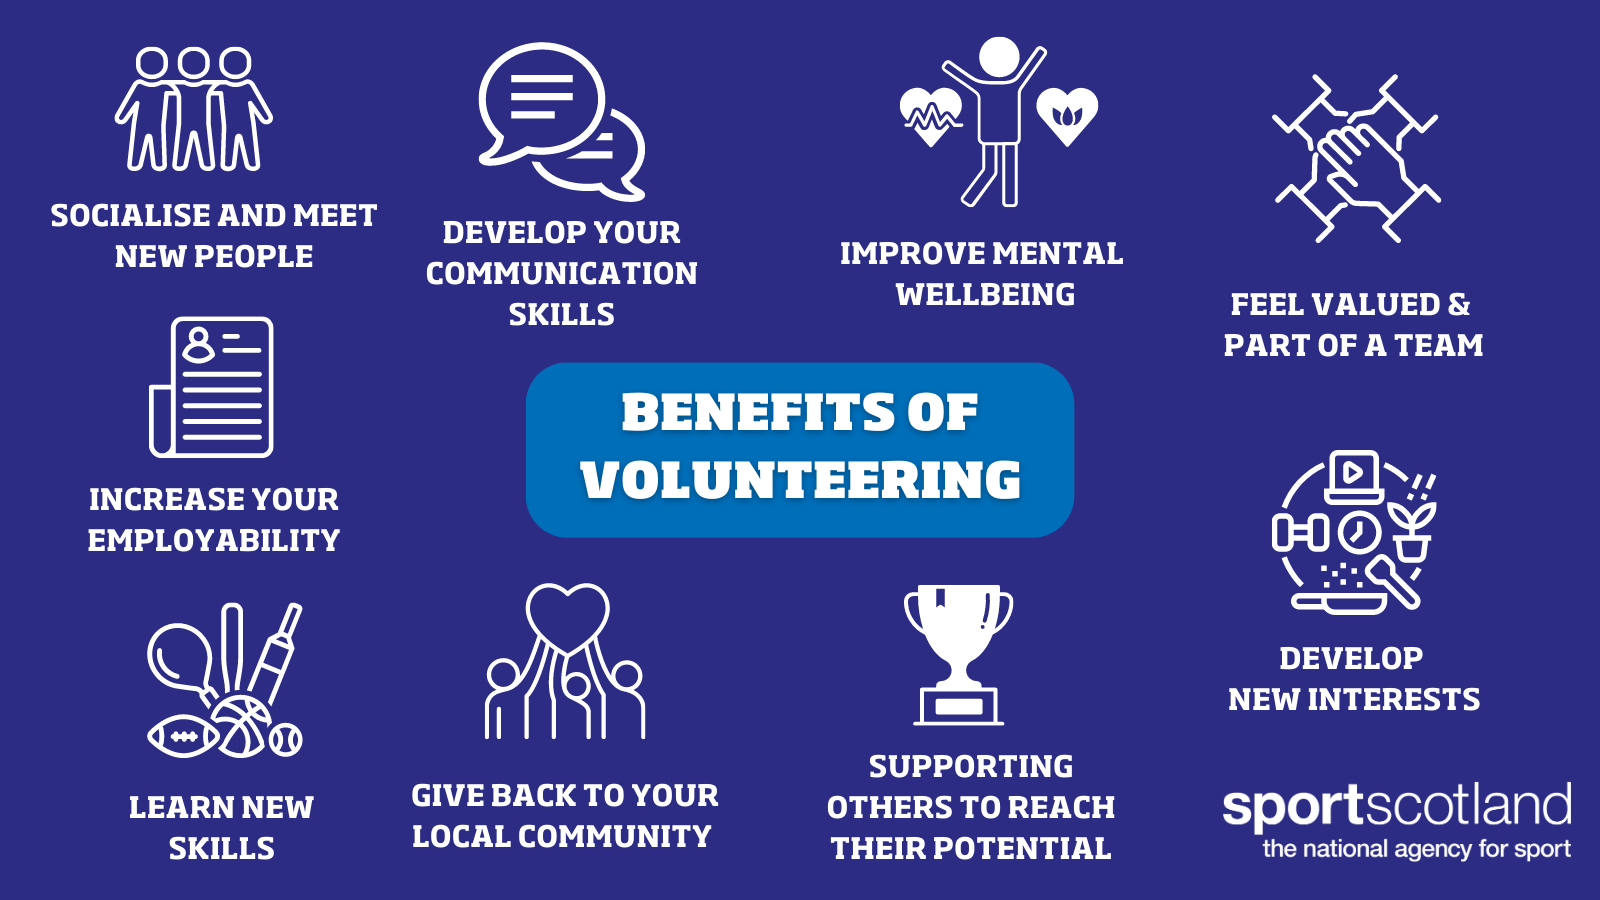 SOCIALISE AND MEET
NEW PEOPLE
DEVELOP YOUR
COMMUNICATION
SKILLS
IMPROVE MENTAL
WELLBEING
FEEL VALUED &
PART OF A TEAM
INCREASE YOUR
EMPLOYABILITY
BENEFITS OF
VOLUNTEERING
DEVELOP
NEW INTERESTS
LEARN NEW
SKILLS
GIVE BACK TO YOUR
LOCAL COMMUNITY
SUPPORTING
OTHERS TO REACH
THEIR POTENTIAL
sportscotland
the national agency for sport